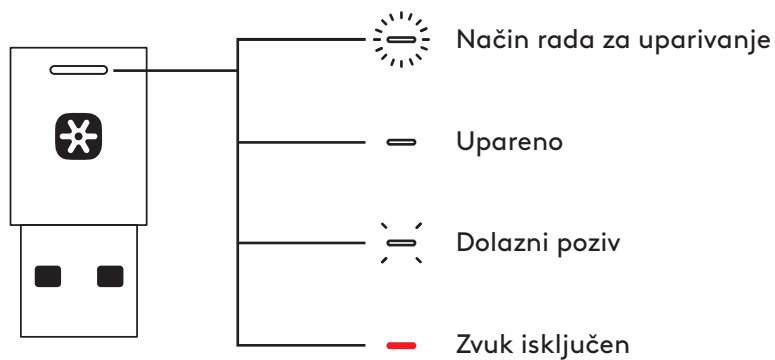 Način rada za uparivanje
Upareno
Dolazni poziv
Zvuk isključen